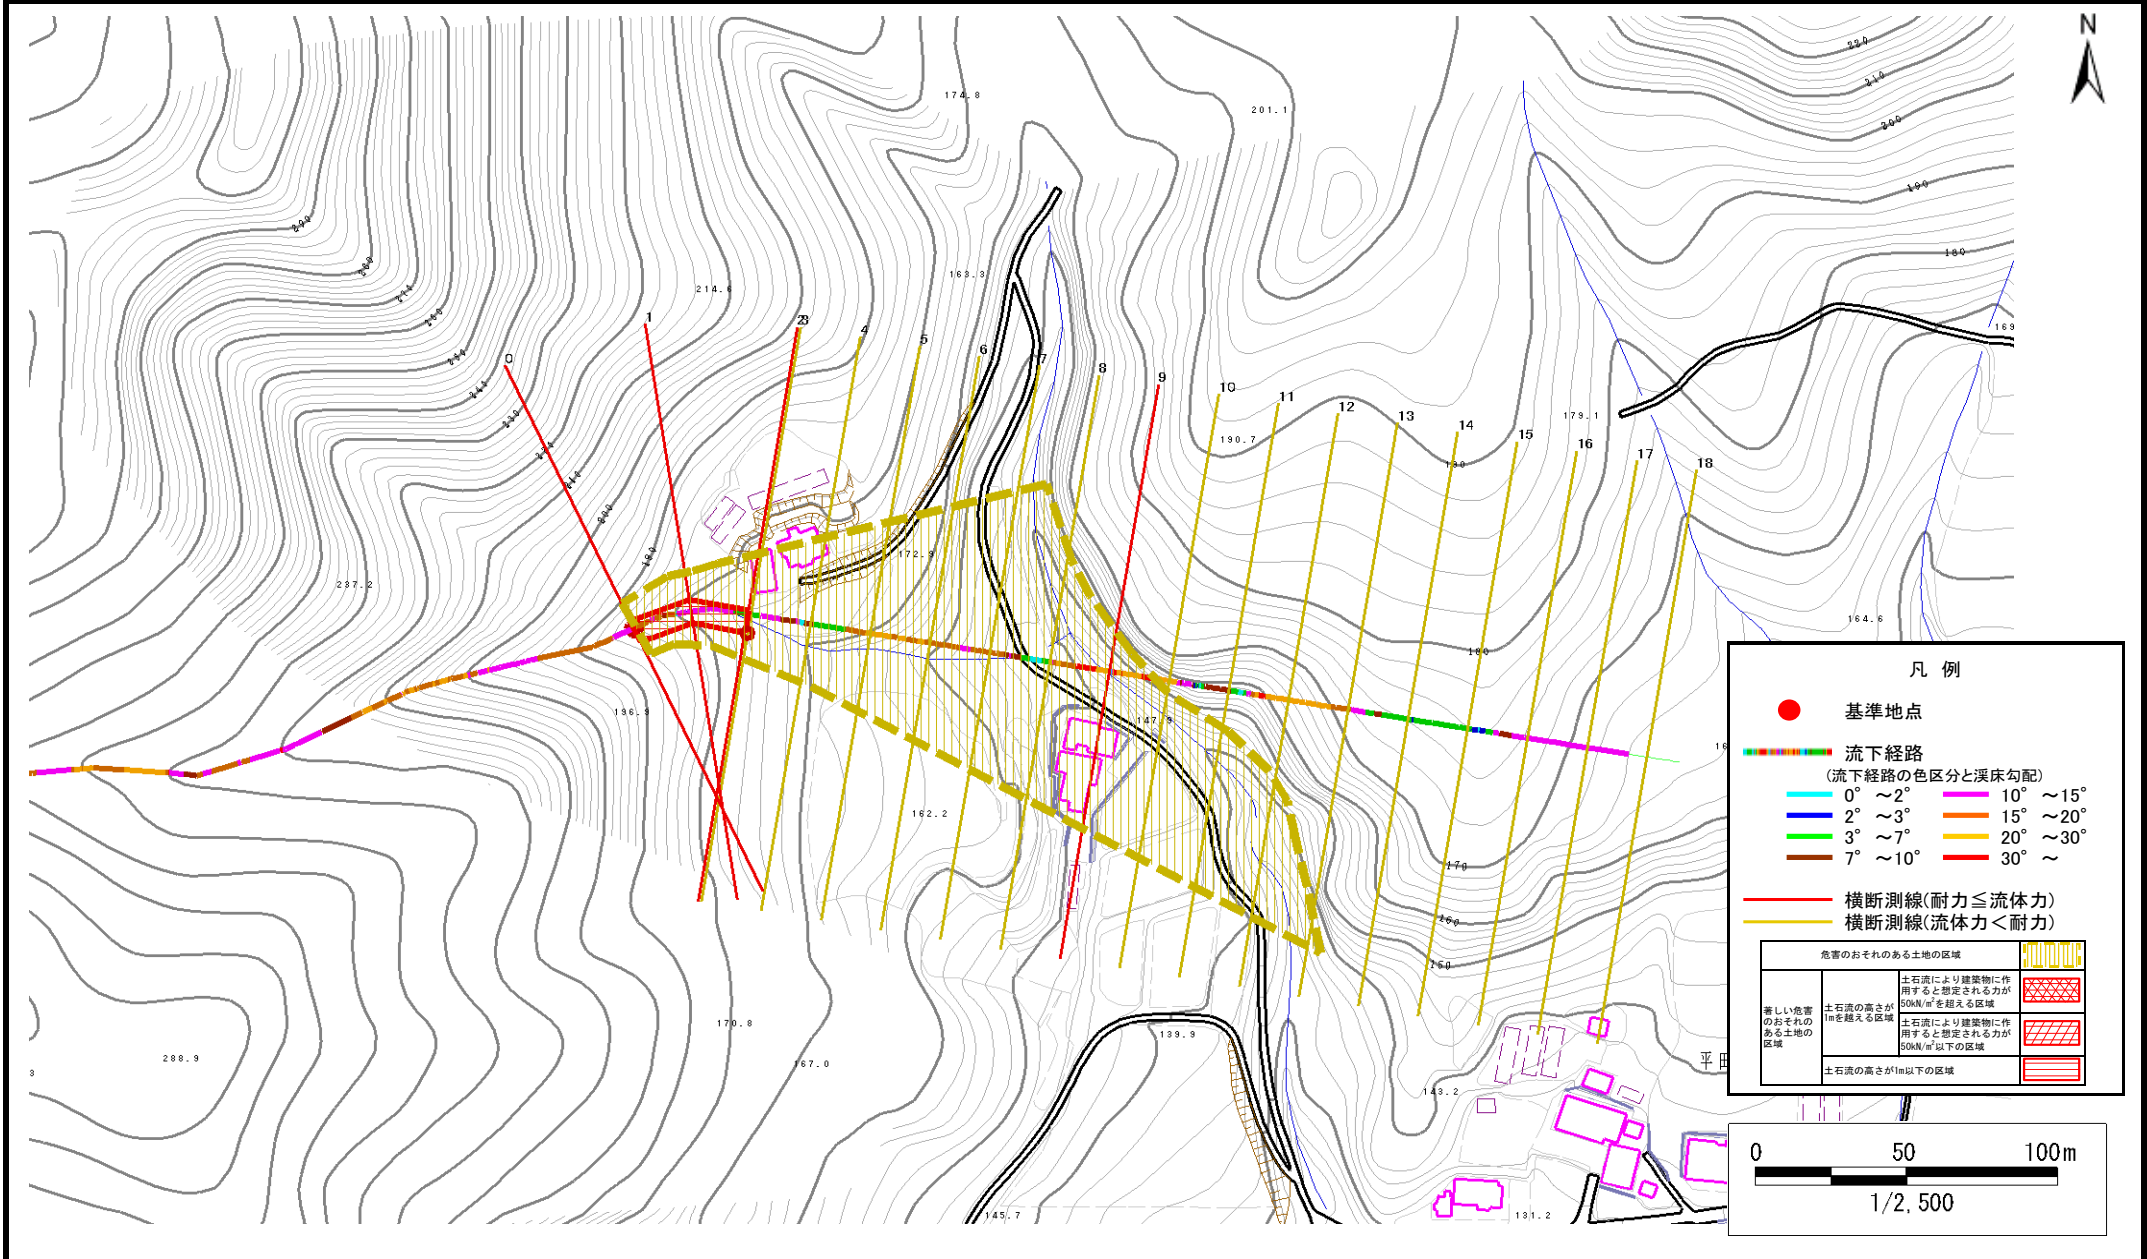 N
220
210
200
190
180
174.8
201.1
163.3
214.6
169
0
1
23
4
5
6
7
8
9
10
11
12
13
14
15
16
17
18
179.1
190.7
190
180
172.9
237.2
164.6
196.9
147.9
162.2
170
160
150
170.8
167.0
139.9
143.2
288.9
3
145.7
131.2
平田
凡 例
基準地点
流下経路
(流下経路の色区分と渓床勾配)
0° ～2° 10° ～15°
2° ～3° 15° ～20°
3° ～7° 20° ～30°
7° ～10° 30° ～
横断測線(耐力≦流体力)
横断測線(流体力＜耐力)
危害のおそれのある土地の区域
著しい危害
のおそれの
ある土地の
区域
土石流の高さが
1mを越える区域
土石流により建築物に作
用すると想定される力が
50kN/㎡を超える区域
土石流により建築物に作
用すると想定される力が
50kN/㎡以下の区域
土石流の高さが1m以下の区域
0 50 100m
1/2,500